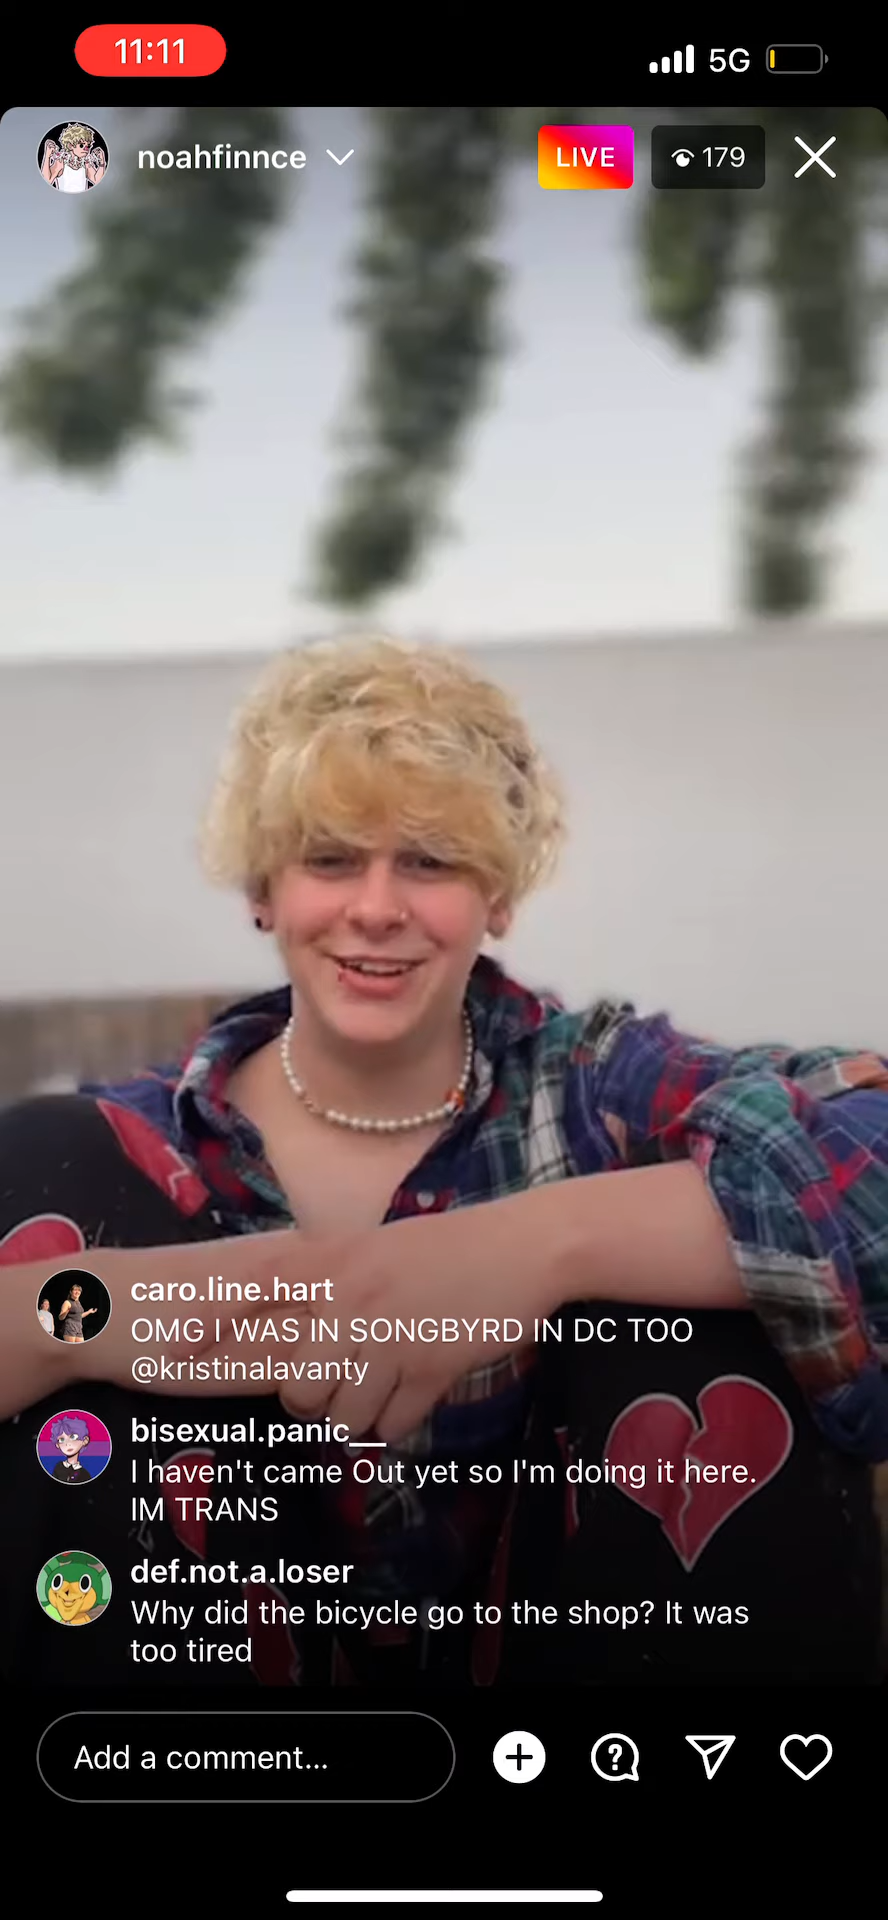 11:11 5G
noahfinnce LIVE 179
caro.line.hart
OMG I WAS IN SONGBYRD IN DC TOO
@kristinalavanty
bisexual.panic__
I haven't came Out yet so I'm doing it here.
IM TRANS
def.not.a.loser
Why did the bicycle go to the shop? It was
too tired
Add a comment...